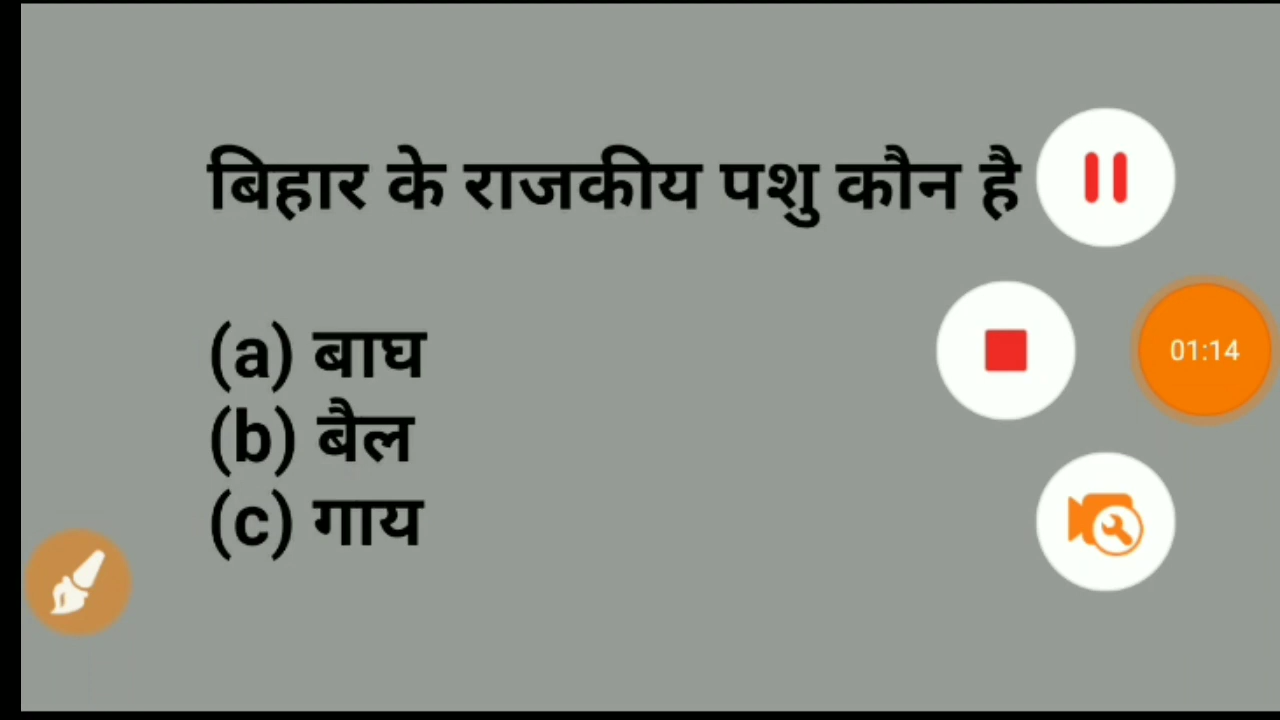 बिहार के राजकीय पशु कौन है
(a) बाघ
(b) बैल
(c) गाय
01:14